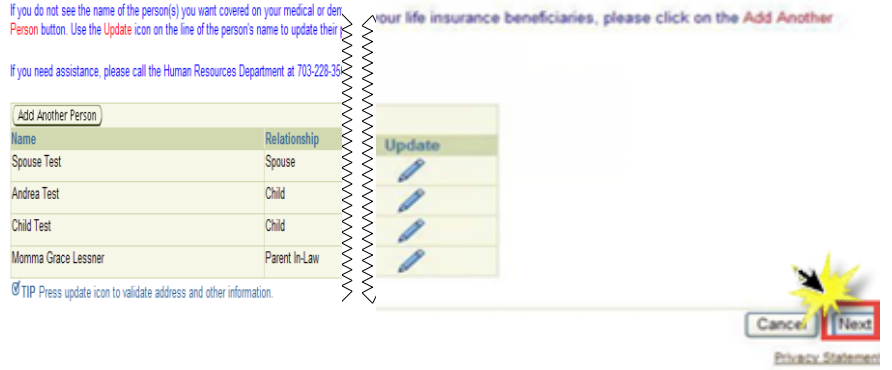 If you do not see the name of the person(s) you want covered on your medical or den your life insurance beneficiaries, please click on the Add Another
Person button. Use the Update icon on the line of the person's name to update their
If you need assistance, please call the Human Resources Department at 703-228-35
Add Another Person
Name Relationship Update
Spouse Test Spouse
Andrea Test Child
Child Test Child
Momma Grace Lessner Parent In-Law
TIP Press update icon to validate address and other information.
Cancel Next
Privacy Statement